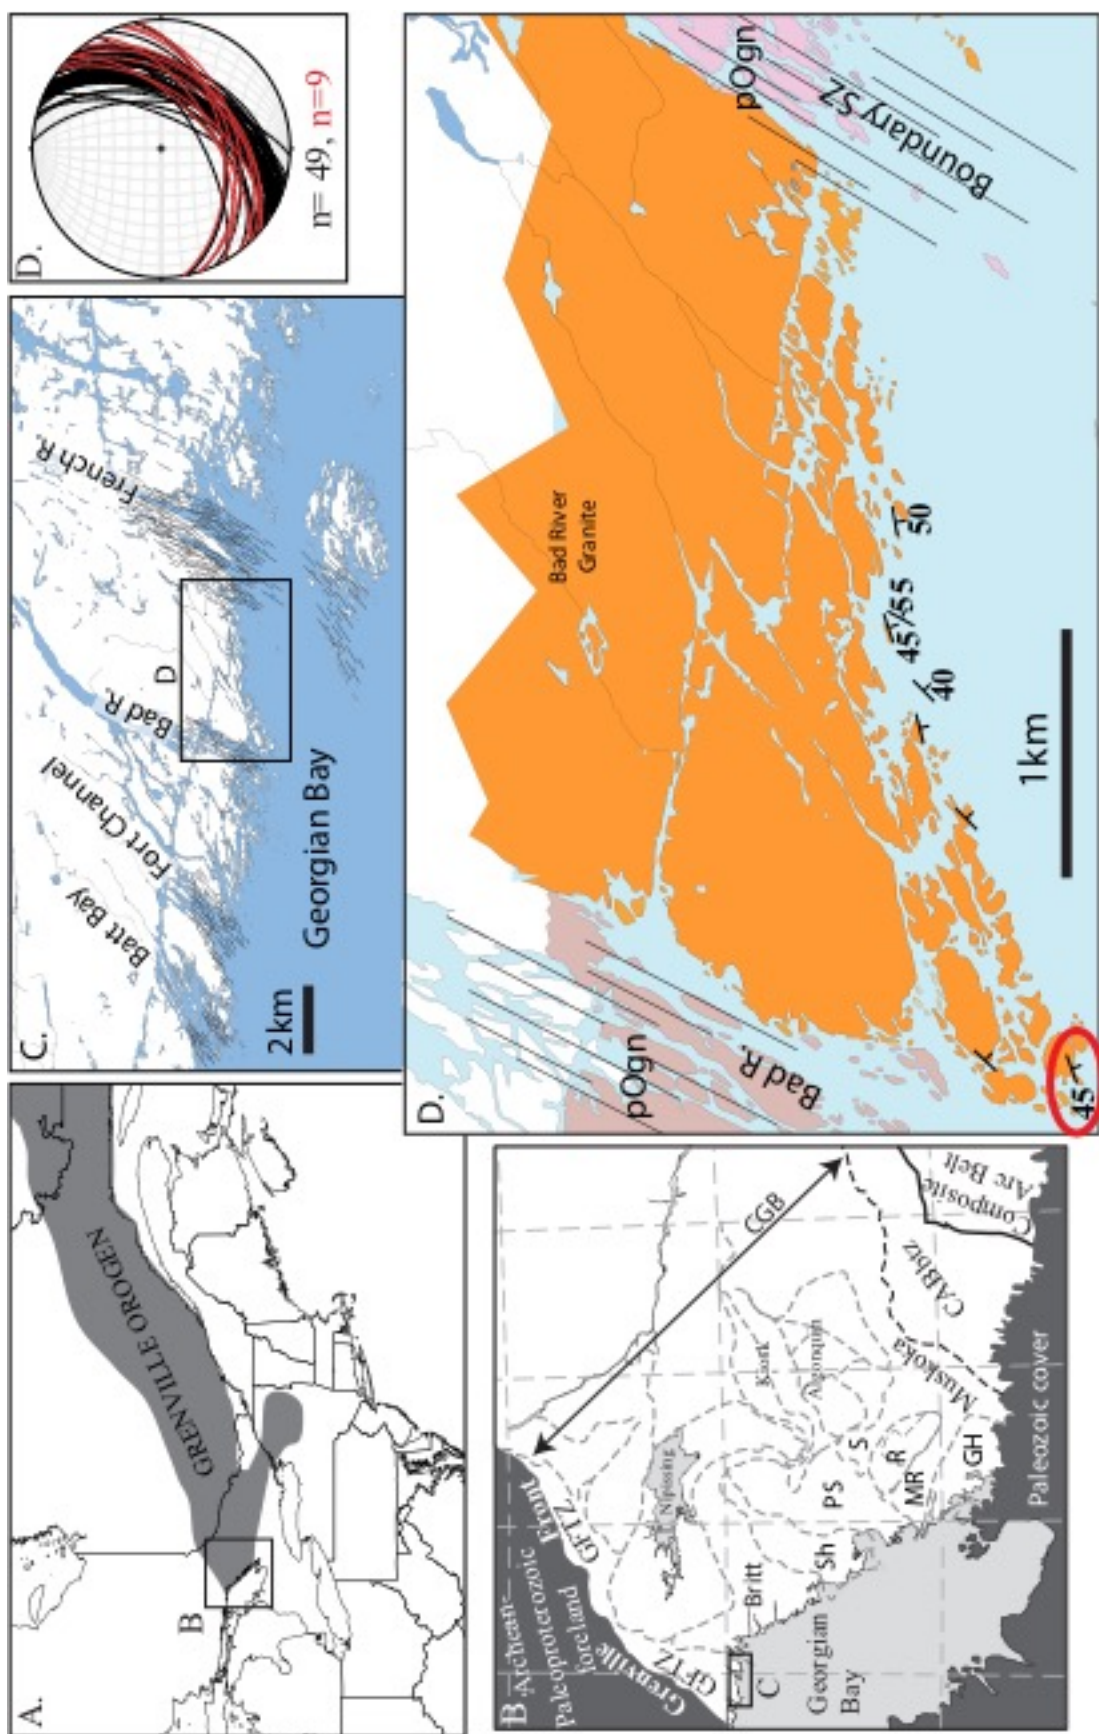 A.
GRENVILLE OROGEN
B
B.
Archean-
Paleoproterozoic
foreland
Grenville
Front
GFTZ
GFTZ
Nipissing
CGB
Kiosk
Algonquin
Britt
C
Georgian
Bay
Sh
PS
S
R
MR
GH
Muskoka
CABbtz
Composite
Arc Belt
Paleozoic cover
C.
Batt Bay
Fort Channel
Bad R.
French R.
D
2km
Georgian Bay
D.
n= 49, n=9
D.
pOgn
Bad R.
Bad River
Granite
pOgn
Boundary SZ
45
40
45/55
50
1km